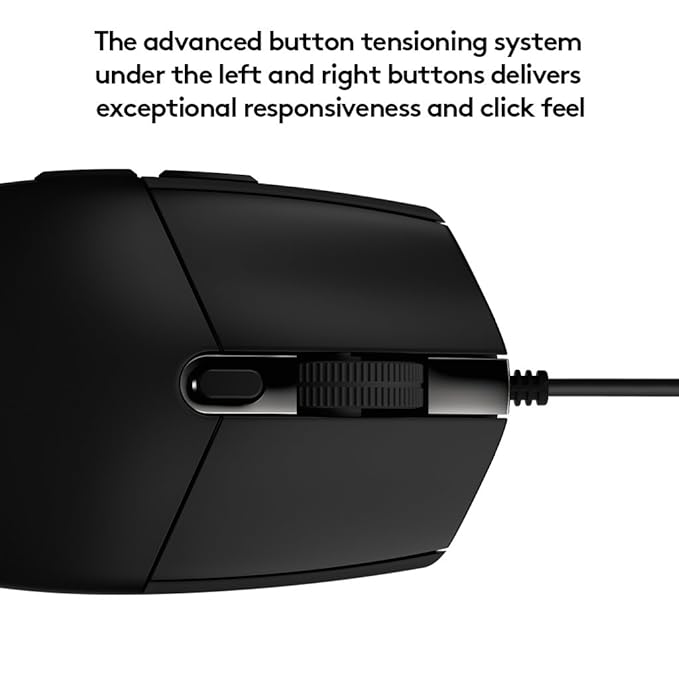 The advanced button tensioning system
under the left and right buttons delivers
exceptional responsiveness and click feel